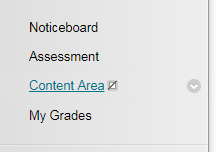 Noticeboard
Assessment
Content Area
My Grades